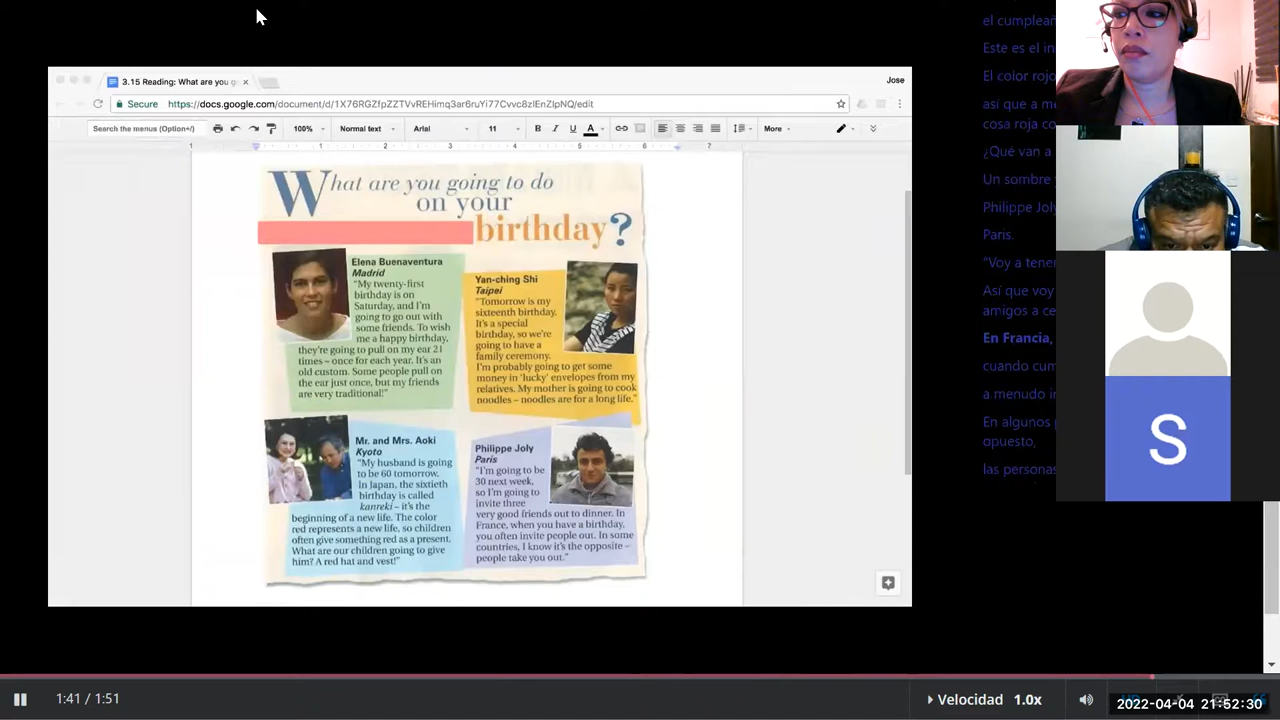 3.15 Reading: What are you g
Jose
Secure
https://docs.google.com/document/d/1X76RGZfpZZTVvREHimq3ar6ruYi77Cvvc8zlEnZIpNQ/edit
Search the menus (Option+/)
100%
Normal text
Arial
11
B I U A
More
1 1 2 3 4 5 6 7
What are you going to do
on your
birthday?
Elena Buenaventura
Madrid
"My twenty-first
birthday is on
Saturday, and I'm
going to go out with
some friends. To wish
me a happy birthday,
they're going to pull on my ear 21
times – once for each year. It's an
old custom. Some people pull on
the ear just once, but my friends
are very traditional!"
Yan-ching Shi
Taipei
"Tomorrow is my
sixteenth birthday.
It's a special
birthday, so we're
going to have a
family ceremony.
I'm probably going to get some
money in 'lucky' envelopes from my
relatives. My mother is going to cook
noodles – noodles are for a long life."
Mr. and Mrs. Aoki
Kyoto
"My husband is going
to be 60 tomorrow.
In Japan, the sixtieth
birthday is called
kanreki – it's the
beginning of a new life. The color
red represents a new life, so children
often give something red as a present.
What are our children going to give
him? A red hat and vest!"
Philippe Joly
Paris
"I'm going to be
30 next week,
so I'm going to
invite three
very good friends out to dinner. In
France, when you have a birthday,
you often invite people out. In some
countries, I know it's the opposite –
people take you out."
el cumpleañ
Este es el in
El color rojo
así que a me
cosa roja co
¿Qué van a
Un sombre
Philippe Joly
Paris.
"Voy a tener
Así que voy
amigos a ce
En Francia,
cuando cum
a menudo in
En algunos p
opuesto,
las personas
S
1:41 / 1:51
Velocidad 1.0x
2022-04-04 21:52:30